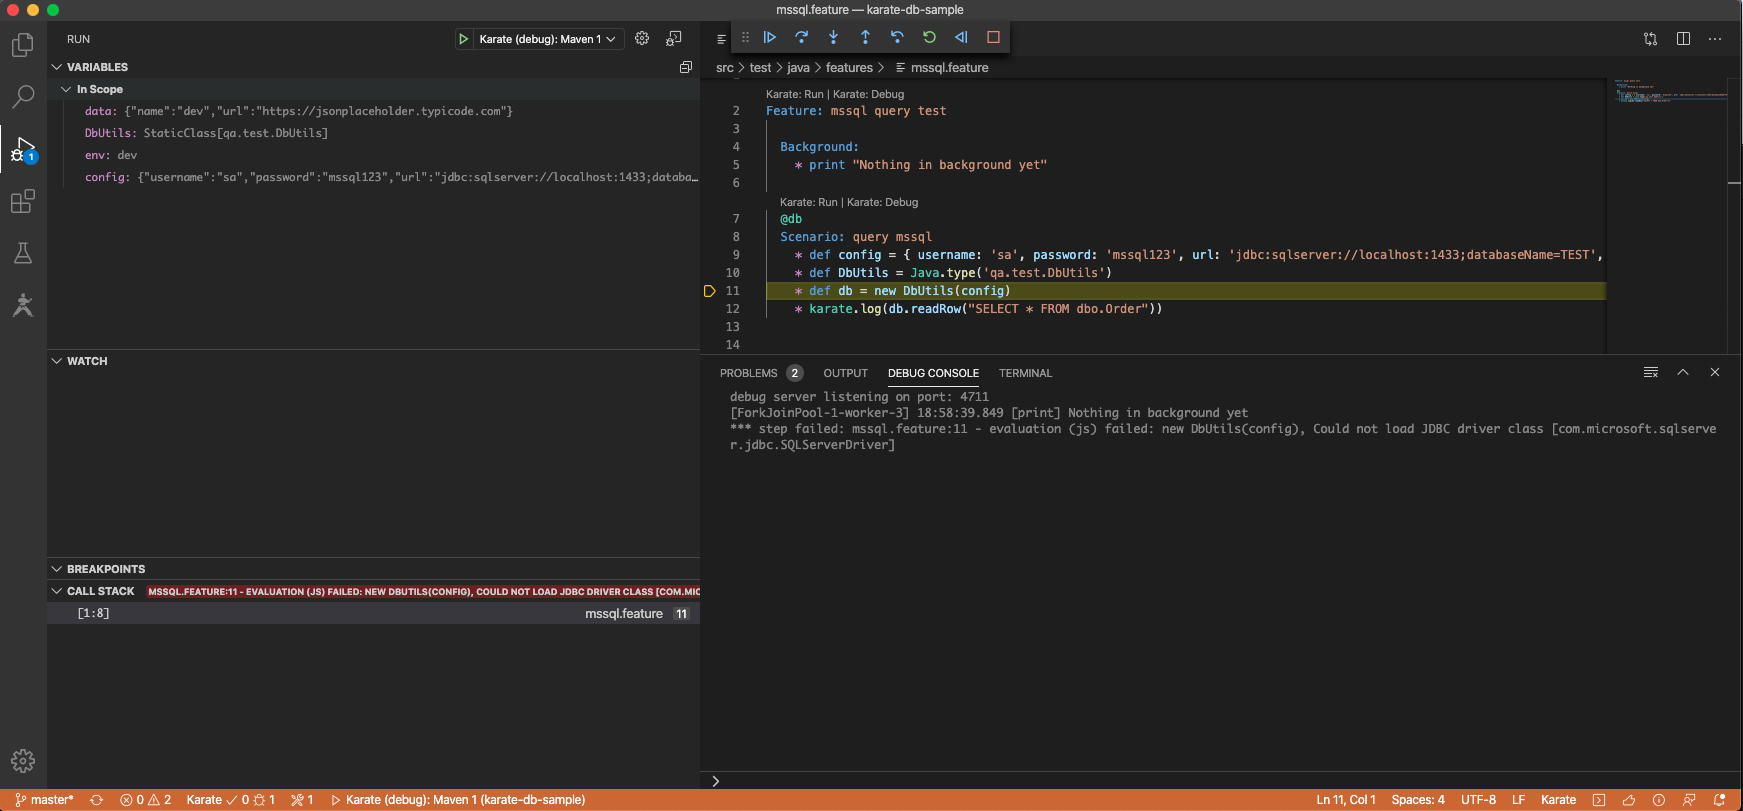 mssql.feature — karate-db-sample
RUN
Karate (debug): Maven 1
VARIABLES
In Scope
data: {"name":"dev","url":"https://jsonplaceholder.typicode.com"}
DbUtils: StaticClass[qa.test.DbUtils]
env: dev
config: {"username":"sa","password":"mssql123","url":"jdbc:sqlserver://localhost:1433;databa…
WATCH
BREAKPOINTS
CALL STACK MSSQL.FEATURE:11 - EVALUATION (JS) FAILED: NEW DBUTILS(CONFIG), COULD NOT LOAD JDBC DRIVER CLASS [COM.MIC
[1:8] mssql.feature 11
1
src > test > java > features > mssql.feature
Karate: Run | Karate: Debug
2 Feature: mssql query test
3
4 Background:
5 * print "Nothing in background yet"
6
Karate: Run | Karate: Debug
7 @db
8 Scenario: query mssql
9 * def config = { username: 'sa', password: 'mssql123', url: 'jdbc:sqlserver://localhost:1433;databaseName=TEST',
10 * def DbUtils = Java.type('qa.test.DbUtils')
11 * def db = new DbUtils(config)
12 * karate.log(db.readRow("SELECT * FROM dbo.Order"))
13
14
PROBLEMS 2 OUTPUT DEBUG CONSOLE TERMINAL
debug server listening on port: 4711
[ForkJoinPool-1-worker-3] 18:58:39.849 [print] Nothing in background yet
*** step failed: mssql.feature:11 - evaluation (js) failed: new DbUtils(config), Could not load JDBC driver class [com.microsoft.sqlserve
r.jdbc.SQLServerDriver]
master* 0 2 Karate 0 1 1 Karate (debug): Maven 1 (karate-db-sample) Ln 11, Col 1 Spaces: 4 UTF-8 LF Karate